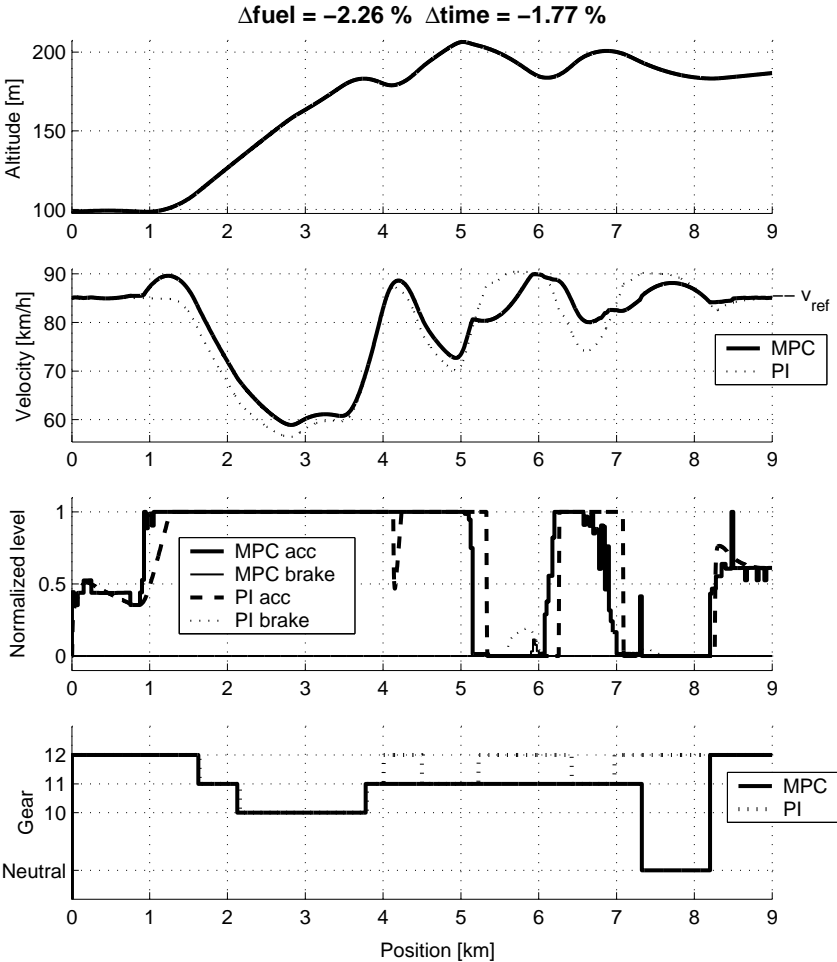 Δfuel = −2.26 % Δtime = −1.77 %
Altitude [m]
200
150
100
0 1 2 3 4 5 6 7 8 9
Velocity [km/h]
90
80
70
60
v_ref
MPC
PI
0 1 2 3 4 5 6 7 8 9
Normalized level
1
0.5
0
MPC acc
MPC brake
PI acc
PI brake
0 1 2 3 4 5 6 7 8 9
Gear
12
11
10
Neutral
MPC
PI
0 1 2 3 4 5 6 7 8 9
Position [km]